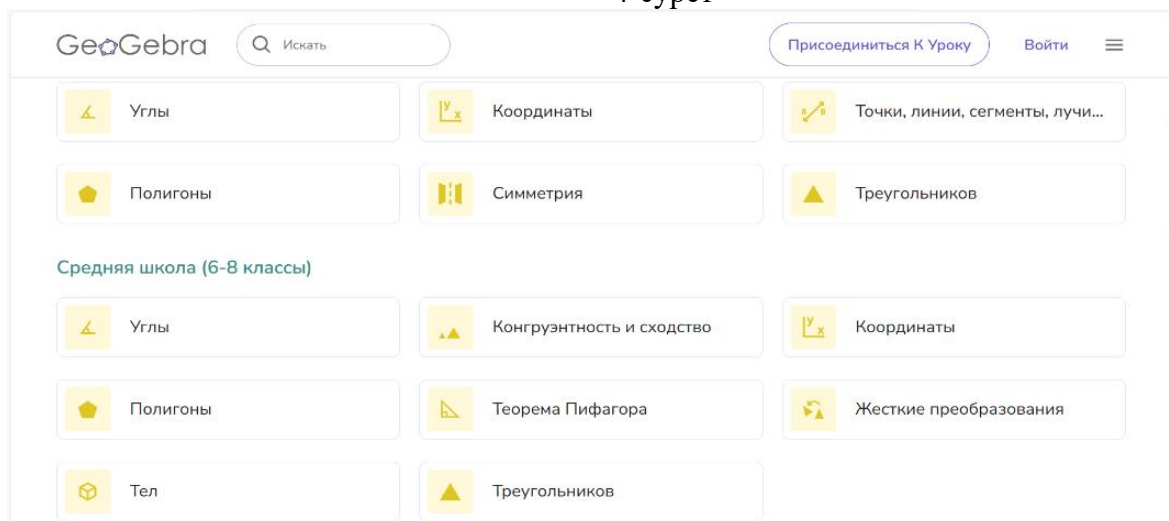 GeoGebra Искать Присоединиться К Уроку Войти
Углы Координаты Точки, линии, сегменты, лучи...
Полигоны Симметрия Треугольников
Средняя школа (6-8 классы)
Углы Конгруэнтность и сходство Координаты
Полигоны Теорема Пифагора Жесткие преобразования
Тел Треугольников